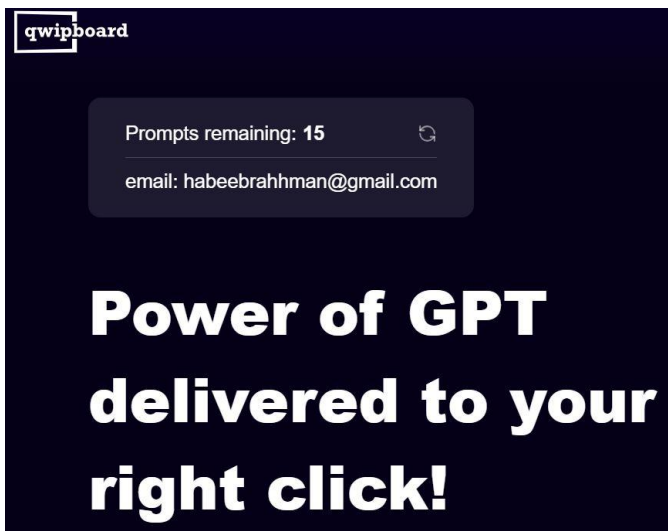 qwipboard
Prompts remaining: 15
email: habeebrahhman@gmail.com
Power of GPT
delivered to your
right click!